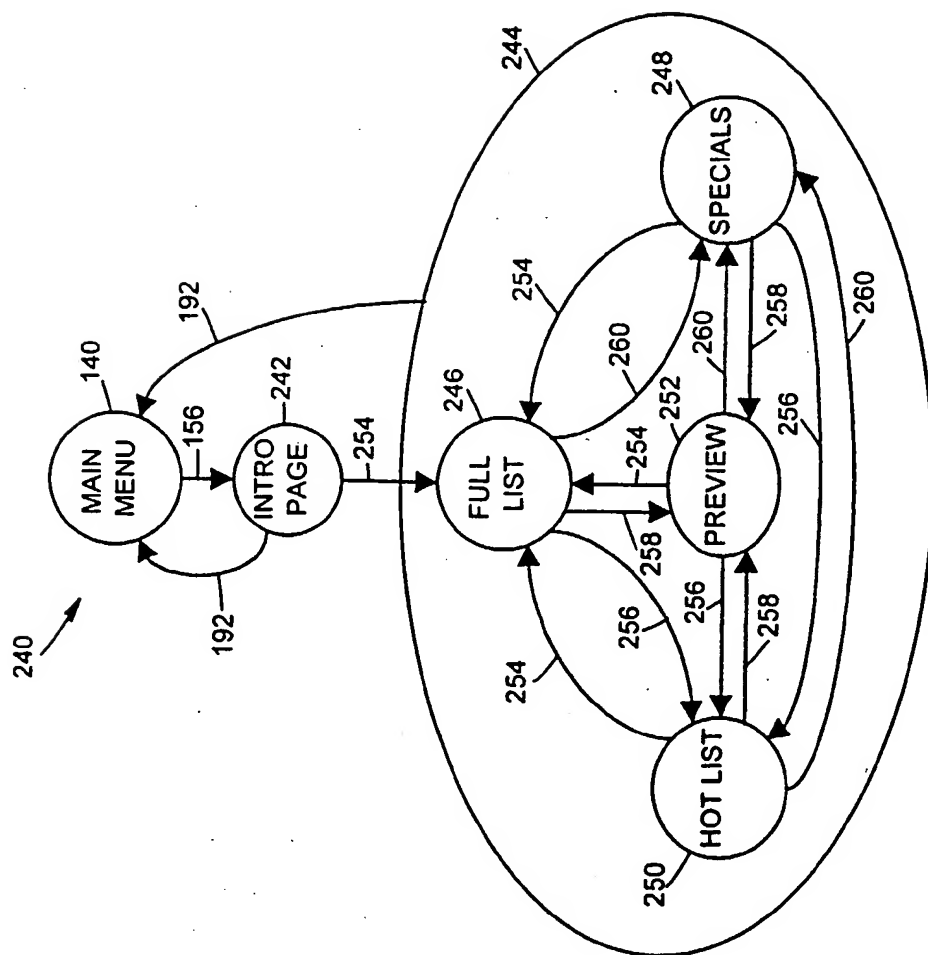 240
MAIN
MENU
140
192
156
192
INTRO
PAGE
242
254
244
FULL
LIST
246
254
254
256
258
254
260
PREVIEW
252
256
258
260
258
HOT LIST
250
SPECIALS
248
256
260